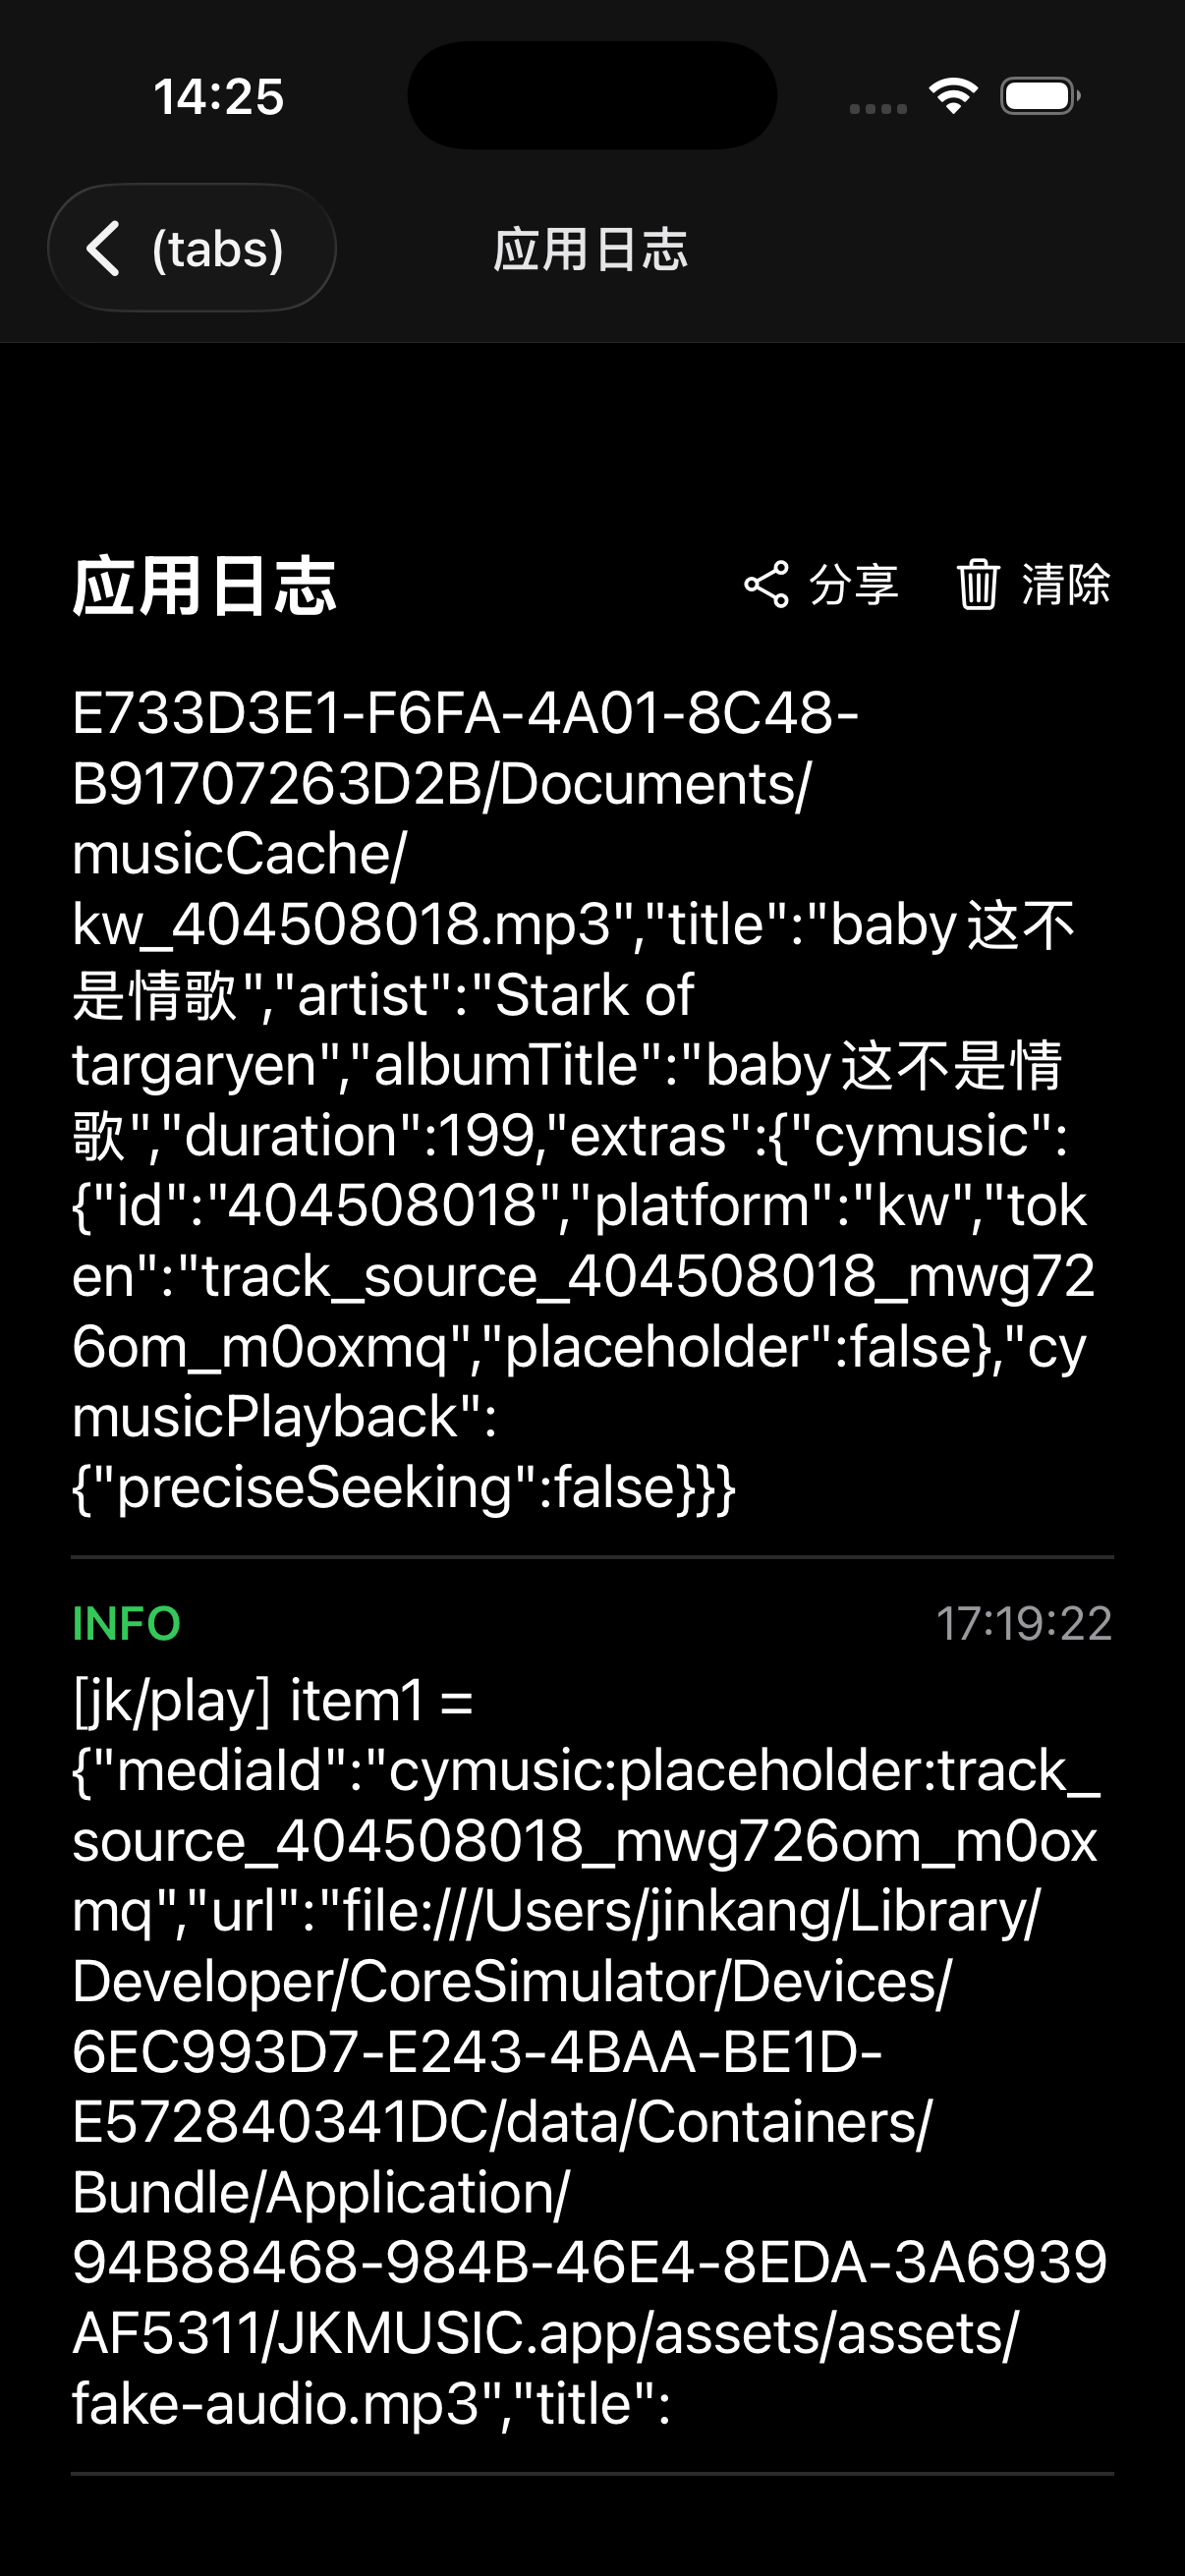 14:25
(tabs)
应用日志
应用日志
分享
清除
E733D3E1-F6FA-4A01-8C48-
B91707263D2B/Documents/
musicCache/
kw_404508018.mp3","title":"baby 这不
是情歌","artist":"Stark of
targaryen","albumTitle":"baby 这不是情
歌","duration":199,"extras":{"cymusic":
{"id":"404508018","platform":"kw","tok
en":"track_source_404508018_mwg72
6om_m0oxmq","placeholder":false},"cy
musicPlayback":
{"preciseSeeking":false}}}
INFO
17:19:22
[jk/play] item1 =
{"mediaId":"cymusic:placeholder:track_
source_404508018_mwg726om_m0ox
mq","url":"file:///Users/jinkang/Library/
Developer/CoreSimulator/Devices/
6EC993D7-E243-4BAA-BE1D-
E572840341DC/data/Containers/
Bundle/Application/
94B88468-984B-46E4-8EDA-3A6939
AF5311/JKMUSIC.app/assets/assets/
fake-audio.mp3","title":